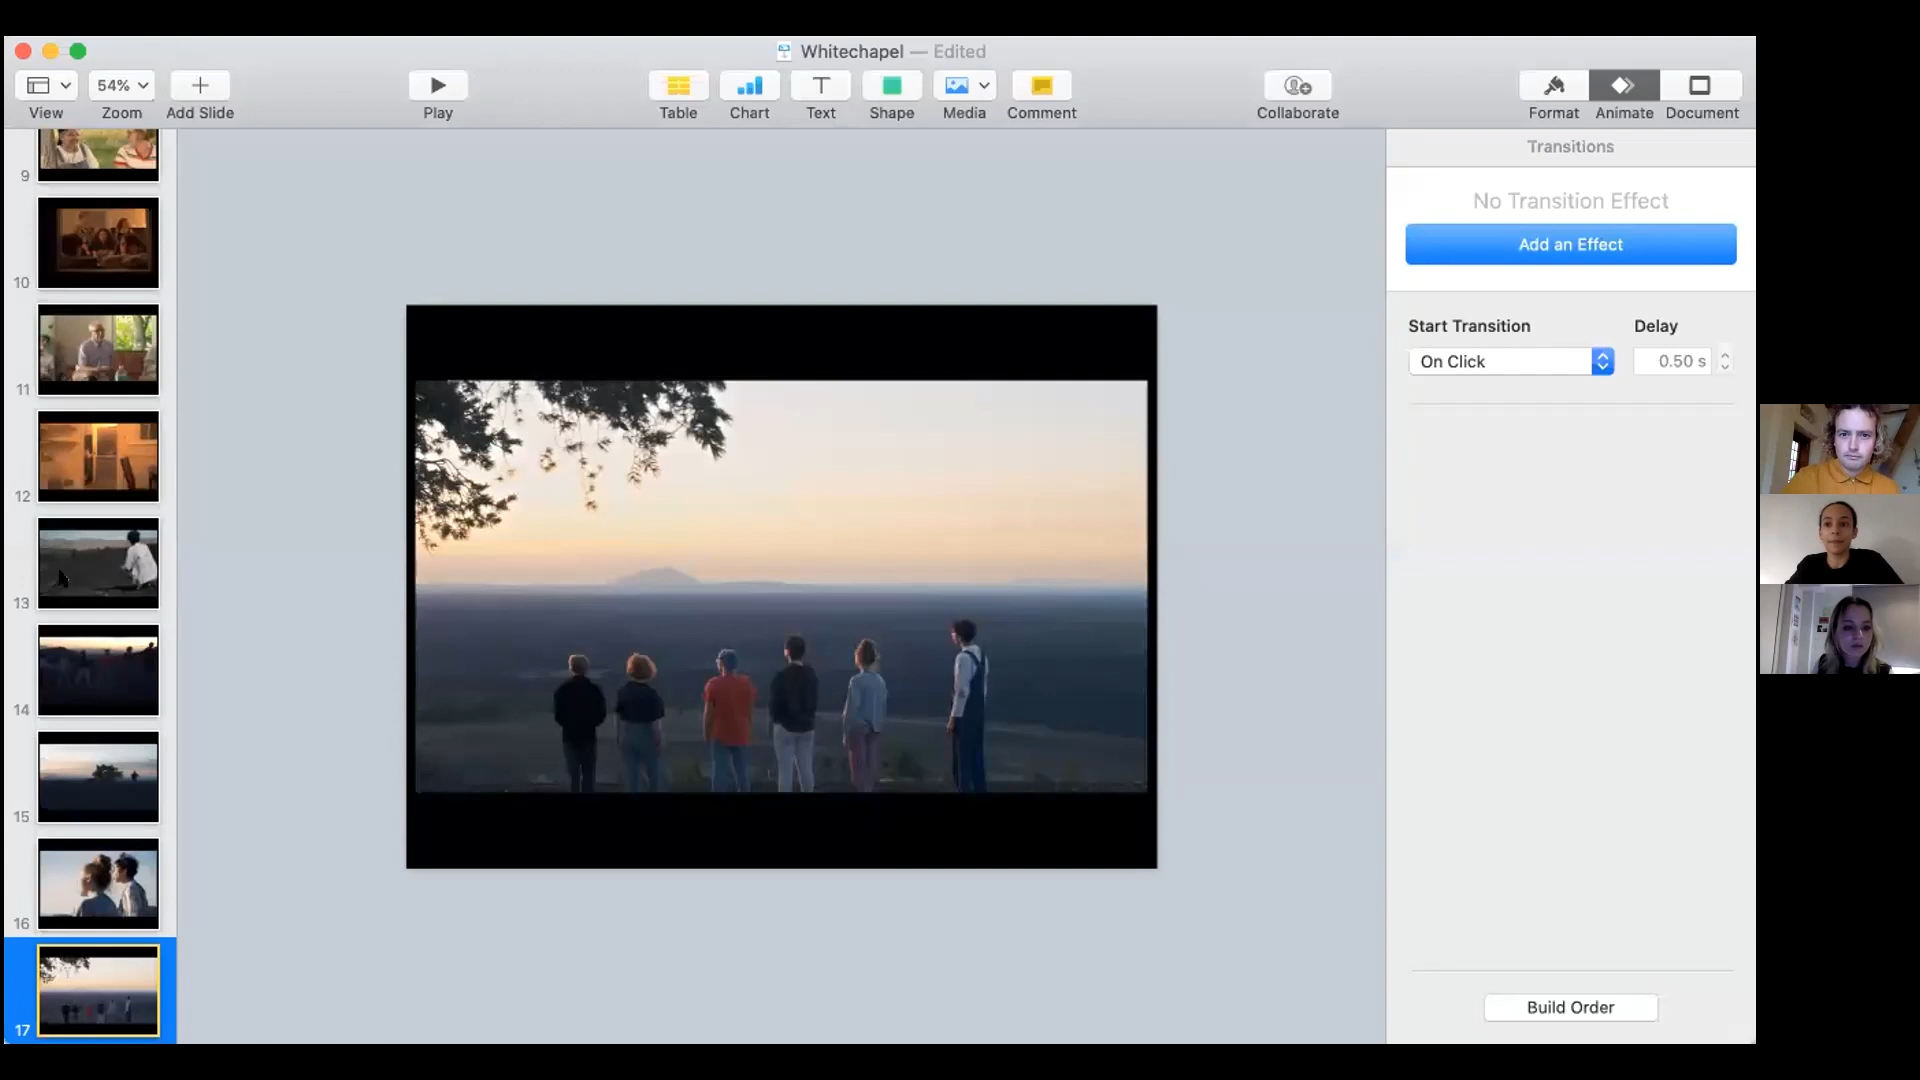 Whitechapel — Edited
54%
View
Zoom
Add Slide
Play
Table
Chart
Text
Shape
Media
Comment
Collaborate
Format
Animate
Document
Transitions
No Transition Effect
Add an Effect
Start Transition
Delay
On Click
0.50 s
Build Order
9
10
11
12
13
14
15
16
17